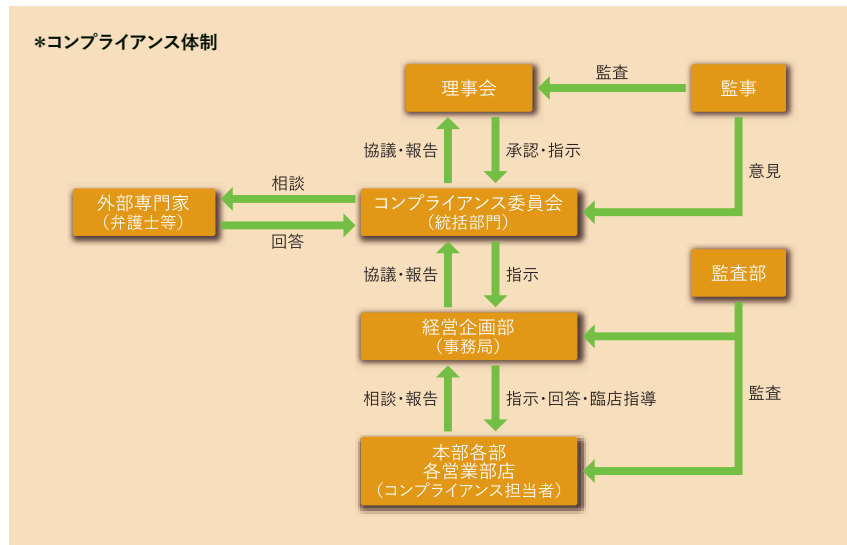 *コンプライアンス体制
理事会
監査
監事
協議・報告
承認・指示
意見
相談
外部専門家
(弁護士等)
コンプライアンス委員会
(統括部門)
回答
協議・報告
指示
監査部
経営企画部
(事務局)
相談・報告
指示・回答・臨店指導
監査
本部各部
各営業部店
(コンプライアンス担当者)